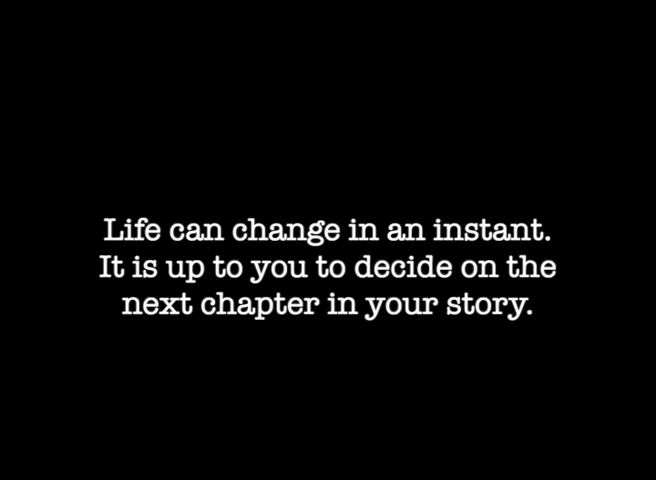 Life can change in an instant.
It is up to you to decide on the
next chapter in your story.